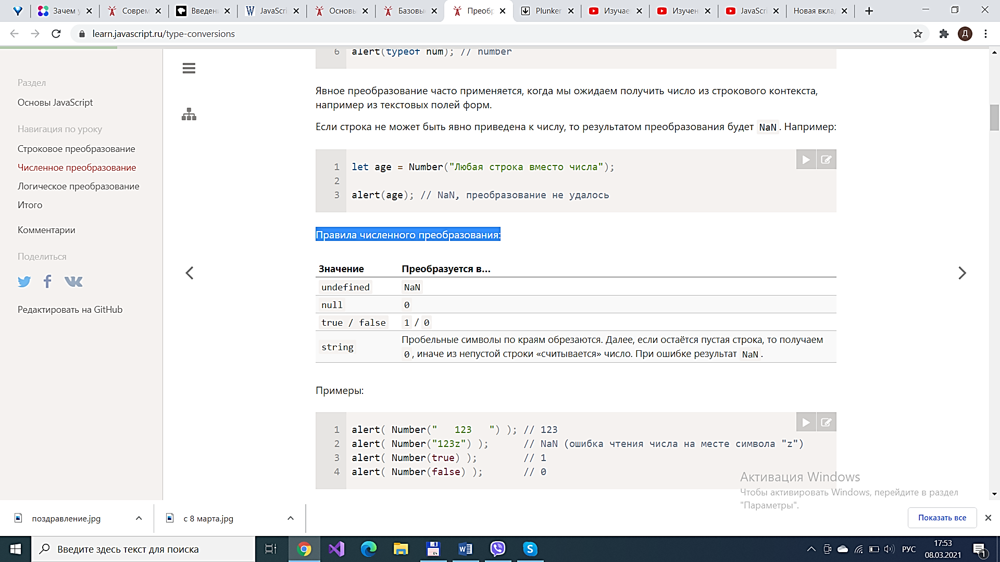 Зачем у
Соврем
Введени
JavaScri
Основы
Базовые
Преобр
Plunker
Изучае
Изучен
JavaScri
Новая вкла
learn.javascript.ru/type-conversions
Раздел
Основы JavaScript
Навигация по уроку
Строковое преобразование
Численное преобразование
Логическое преобразование
Итого
Комментарии
Поделиться
Редактировать на GitHub
6 alert(typeof num); // number
Явное преобразование часто применяется, когда мы ожидаем получить число из строкового контекста,
например из текстовых полей форм.
Если строка не может быть явно приведена к числу, то результатом преобразования будет NaN. Например:
1 let age = Number("Любая строка вместо числа");
2
3 alert(age); // NaN, преобразование не удалось
Правила численного преобразования:
Значение Преобразуется в...
undefined NaN
null 0
true / false 1 / 0
string Пробельные символы по краям обрезаются. Далее, если остаётся пустая строка, то получаем
0, иначе из непустой строки «считывается» число. При ошибке результат NaN.
Примеры:
1 alert( Number("   123   ") ); // 123
2 alert( Number("123z") );      // NaN (ошибка чтения числа на месте символа "z")
3 alert( Number(true) );        // 1
4 alert( Number(false) );       // 0
Активация Windows
Чтобы активировать Windows, перейдите в раздел
"Параметры".
поздравление.jpg
с 8 марта.jpg
Показать все
Введите здесь текст для поиска
64
РУС
17:53
08.03.2021
1